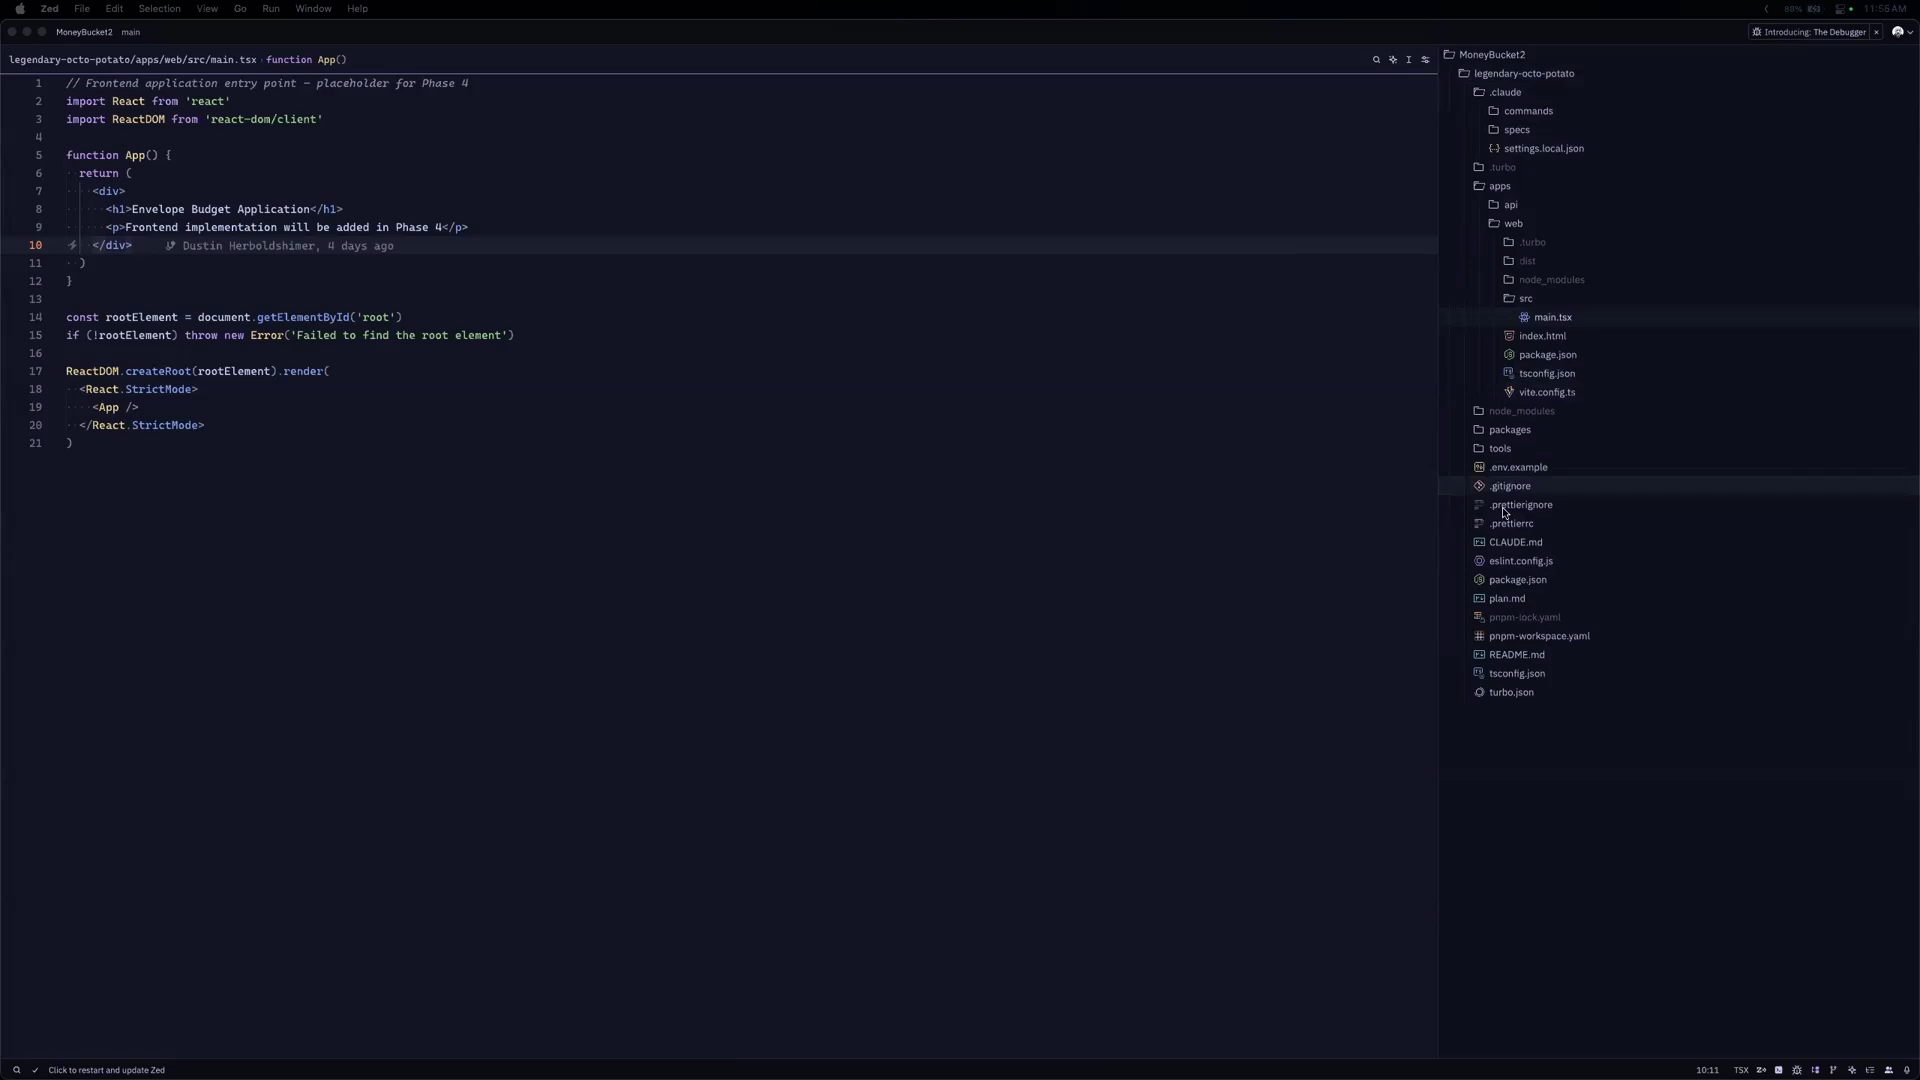 Zed File Edit Selection View Go Run Window Help 88% 11:56 AM
MoneyBucket2 main Introducing: The Debugger ×
legendary-octo-potato/apps/web/src/main.tsx › function App()
1 // Frontend application entry point – placeholder for Phase 4
2 import React from 'react'
3 import ReactDOM from 'react-dom/client'
4
5 function App() {
6 return (
7 <div>
8 <h1>Envelope Budget Application</h1>
9 <p>Frontend implementation will be added in Phase 4</p>
10 </div> Dustin Herboldshimer, 4 days ago
11 )
12 }
13
14 const rootElement = document.getElementById('root')
15 if (!rootElement) throw new Error('Failed to find the root element')
16
17 ReactDOM.createRoot(rootElement).render(
18 <React.StrictMode>
19 <App />
20 </React.StrictMode>
21 )
MoneyBucket2
legendary-octo-potato
.claude
commands
specs
settings.local.json
.turbo
apps
api
web
.turbo
dist
node_modules
src
main.tsx
index.html
package.json
tsconfig.json
vite.config.ts
node_modules
packages
tools
.env.example
.gitignore
.prettierignore
.prettierrc
CLAUDE.md
eslint.config.js
package.json
plan.md
pnpm-lock.yaml
pnpm-workspace.yaml
README.md
tsconfig.json
turbo.json
Click to restart and update Zed 10:11 TSX